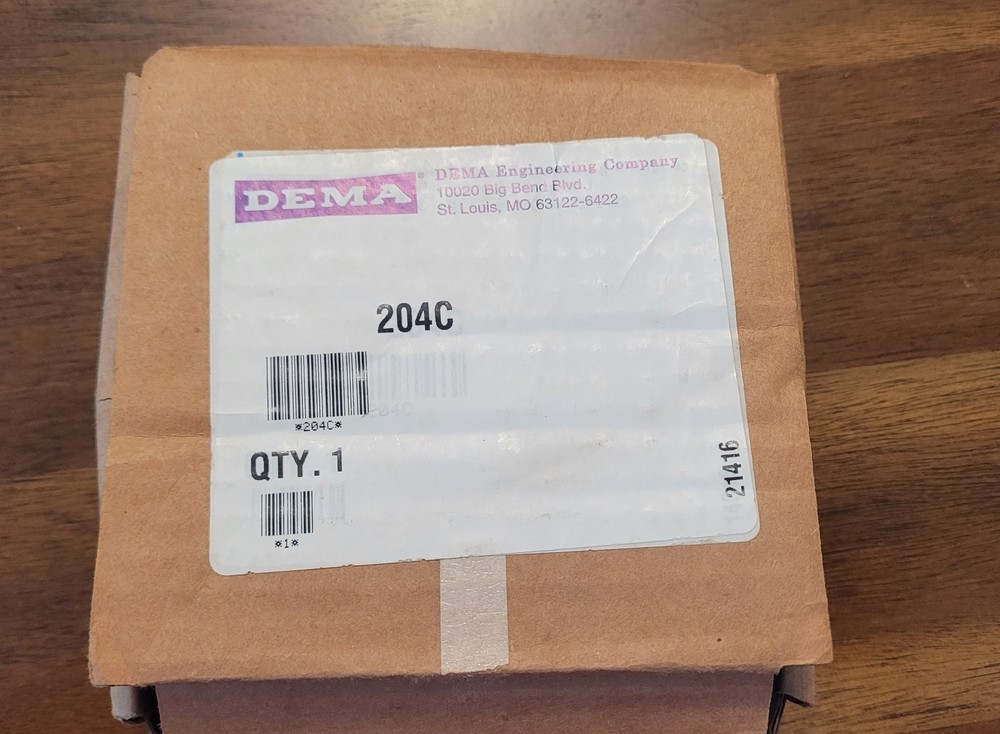 DEMA®
DEMA Engineering Company
10020 Big Bend Blvd.
St. Louis, MO 63122-6422
204C
*204C*
204C
QTY. 1
*1*
21416